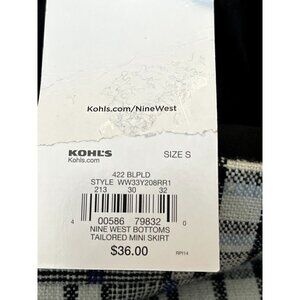 Kohls.com/NineWest
KOHL'S
Kohls.com
SIZE S
422 BLPLD
STYLE WW33Y208RR1
213 30 32
4 00586 79832 0
NINE WEST BOTTOMS
TAILORED MINI SKIRT
$36.00
RPI14